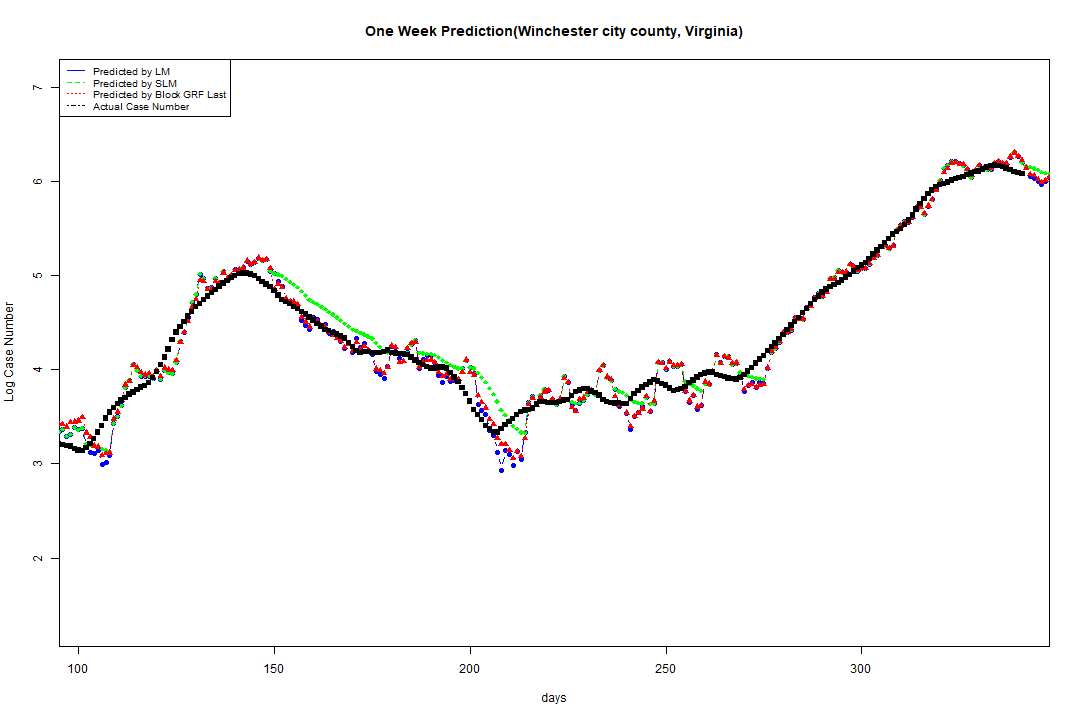 One Week Prediction(Winchester city county, Virginia)
Predicted by LM
Predicted by SLM
Predicted by Block GRF Last
Actual Case Number
7
6
5
4
3
2
Log Case Number
100 150 200 250 300
days